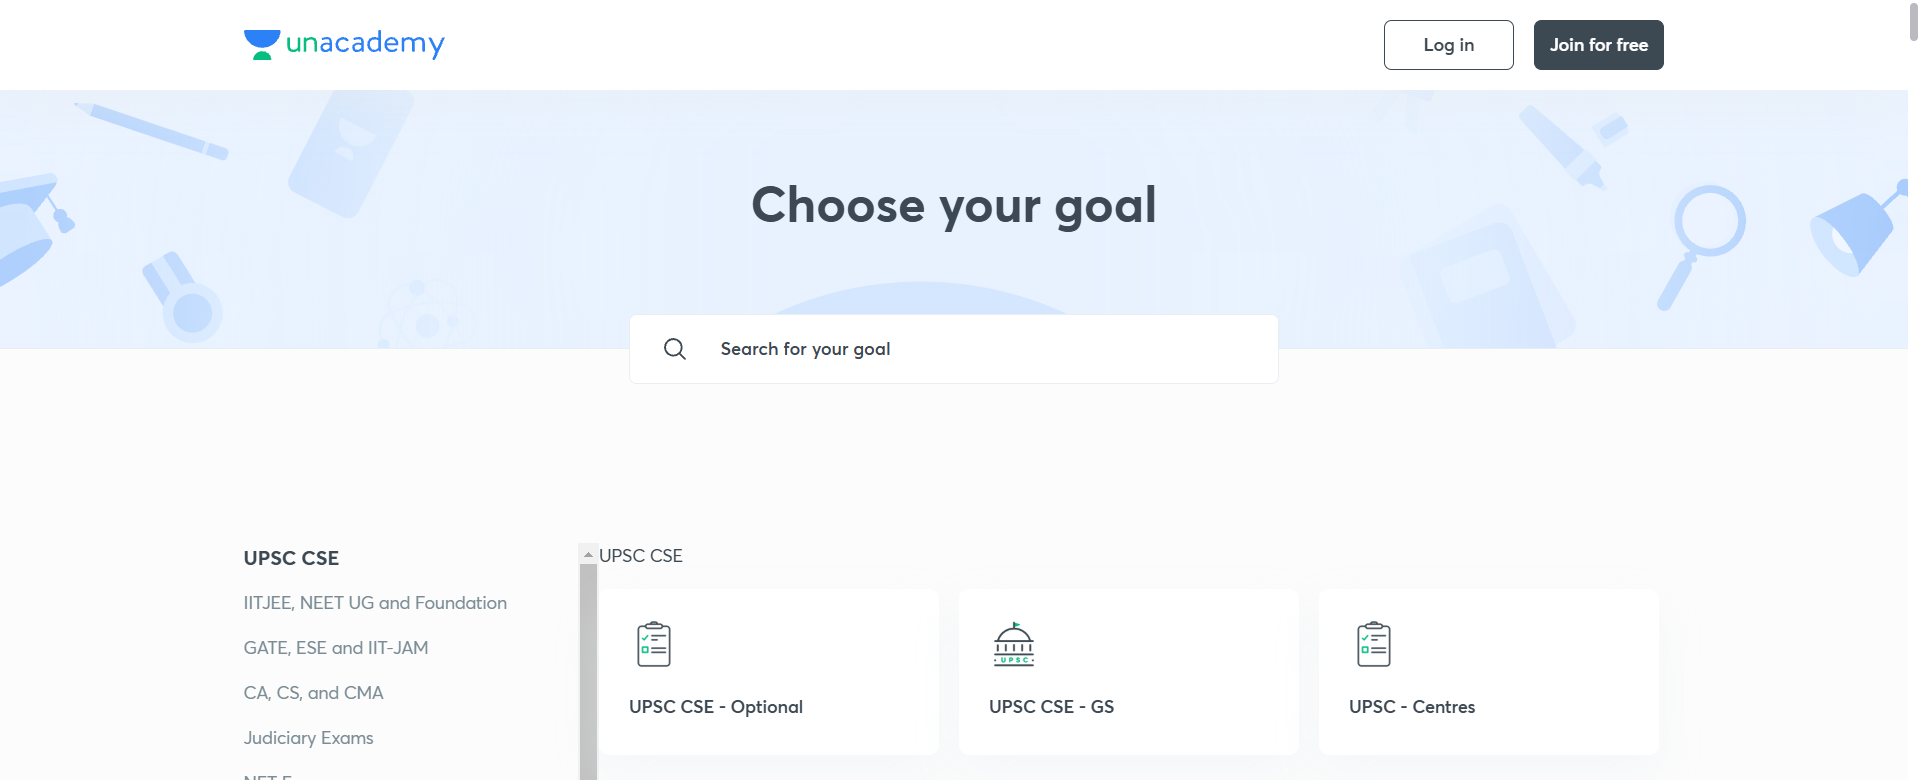 unacademy
Log in
Join for free
Choose your goal
Search for your goal
UPSC CSE
IITJEE, NEET UG and Foundation
GATE, ESE and IIT-JAM
CA, CS, and CMA
Judiciary Exams
UPSC CSE
UPSC CSE - Optional
UPSC
UPSC CSE - GS
UPSC - Centres